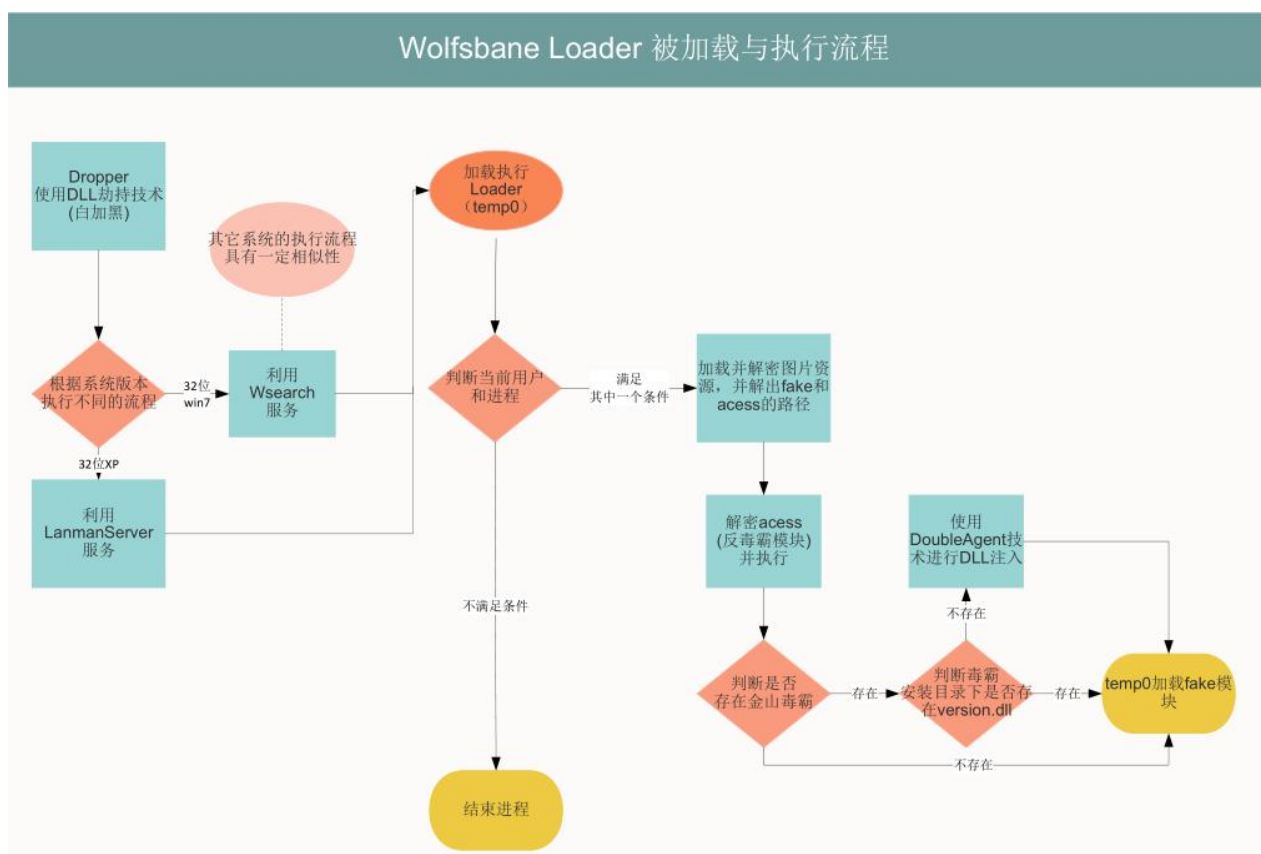 Wolfsbane Loader 被加载与执行流程
Dropper
使用DLL劫持技术
(白加黑)
其它系统的执行流程
具有一定相似性
加载执行
Loader
（temp0）
根据系统版本
执行不同的流程
32位
win7
利用
Wsearch
服务
32位XP
利用
LanmanServer
服务
判断当前用户
和进程
满足
其中一个条件
加载并解密图片资
源，并解出fake和
acess的路径
不满足条件
结束进程
解密acess
(反毒霸模块)
并执行
使用
DoubleAgent技
术进行DLL注入
不存在
判断是否
存在金山毒霸
存在
判断毒霸
安装目录下是否存
在version.dll
存在
temp0加载fake模
块
不存在